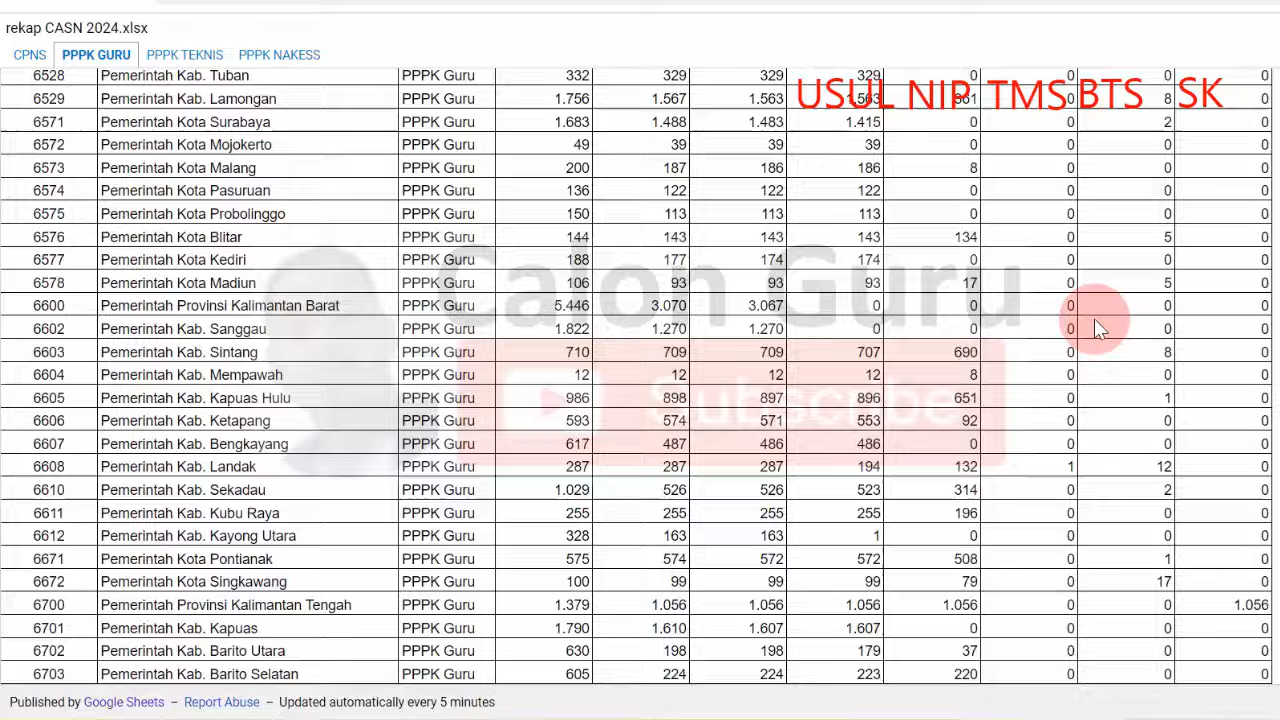 rekap CASN 2024.xlsx
CPNS PPPK GURU PPPK TEKNIS PPPK NAKESS
6528 Pemerintah Kab. Tuban PPPK Guru 332 329 329 329 0 0 0 0
USUL NIP TMS BTS SK
6529 Pemerintah Kab. Lamongan PPPK Guru 1.756 1.567 1.563 1.563 0 8 0
6571 Pemerintah Kota Surabaya PPPK Guru 1.683 1.488 1.483 1.415 0 0 2 0
6572 Pemerintah Kota Mojokerto PPPK Guru 49 39 39 39 0 0 0 0
6573 Pemerintah Kota Malang PPPK Guru 200 187 186 186 8 0 0 0
6574 Pemerintah Kota Pasuruan PPPK Guru 136 122 122 122 0 0 0 0
6575 Pemerintah Kota Probolinggo PPPK Guru 150 113 113 113 0 0 0 0
6576 Pemerintah Kota Blitar PPPK Guru 144 143 143 143 134 0 5 0
6577 Pemerintah Kota Kediri PPPK Guru 188 177 174 174 0 0 0 0
6578 Pemerintah Kota Madiun PPPK Guru 106 93 93 93 17 0 5 0
Calon Guru
6600 Pemerintah Provinsi Kalimantan Barat PPPK Guru 5.446 3.070 3.067 0 0 0 0 0
6602 Pemerintah Kab. Sanggau PPPK Guru 1.822 1.270 1.270 0 0 0 0 0
6603 Pemerintah Kab. Sintang PPPK Guru 710 709 709 707 690 0 8 0
6604 Pemerintah Kab. Mempawah PPPK Guru 12 12 12 12 8 0 0 0
6605 Pemerintah Kab. Kapuas Hulu PPPK Guru 986 898 897 896 651 0 1 0
Subscribe
6606 Pemerintah Kab. Ketapang PPPK Guru 593 574 571 553 92 0 0 0
6607 Pemerintah Kab. Bengkayang PPPK Guru 617 487 486 486 0 0 0 0
6608 Pemerintah Kab. Landak PPPK Guru 287 287 287 194 132 1 12 0
6610 Pemerintah Kab. Sekadau PPPK Guru 1.029 526 526 523 314 0 2 0
6611 Pemerintah Kab. Kubu Raya PPPK Guru 255 255 255 255 196 0 0 0
6612 Pemerintah Kab. Kayong Utara PPPK Guru 328 163 163 1 0 0 0 0
6671 Pemerintah Kota Pontianak PPPK Guru 575 574 572 572 508 0 1 0
6672 Pemerintah Kota Singkawang PPPK Guru 100 99 99 99 79 0 17 0
6700 Pemerintah Provinsi Kalimantan Tengah PPPK Guru 1.379 1.056 1.056 1.056 1.056 0 0 1.056
6701 Pemerintah Kab. Kapuas PPPK Guru 1.790 1.610 1.607 1.607 0 0 0 0
6702 Pemerintah Kab. Barito Utara PPPK Guru 630 198 198 179 37 0 0 0
6703 Pemerintah Kab. Barito Selatan PPPK Guru 605 224 224 223 220 0 0 0
Published by Google Sheets – Report Abuse – Updated automatically every 5 minutes